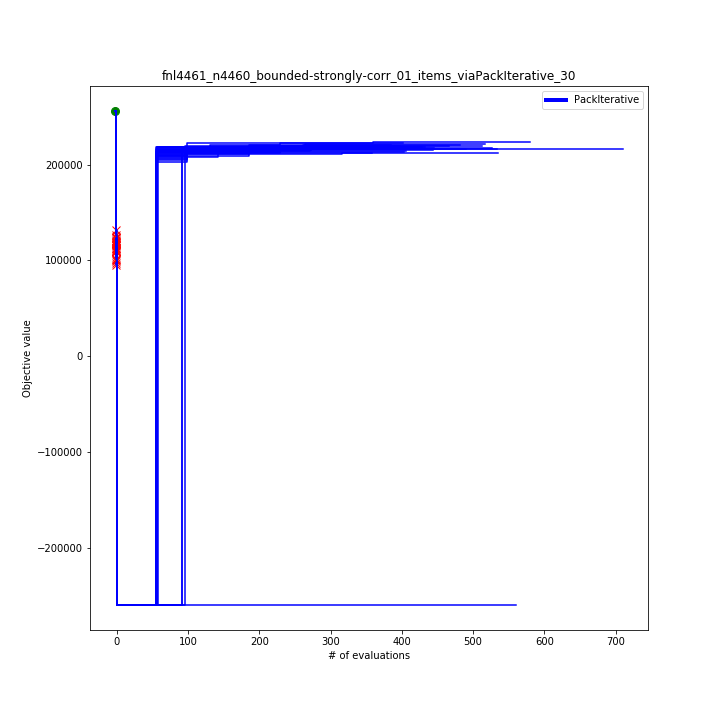 fnl4461_n4460_bounded-strongly-corr_01_items_viaPackIterative_30
PackIterative
200000
100000
0
−100000
−200000
Objective value
0 100 200 300 400 500 600 700
# of evaluations